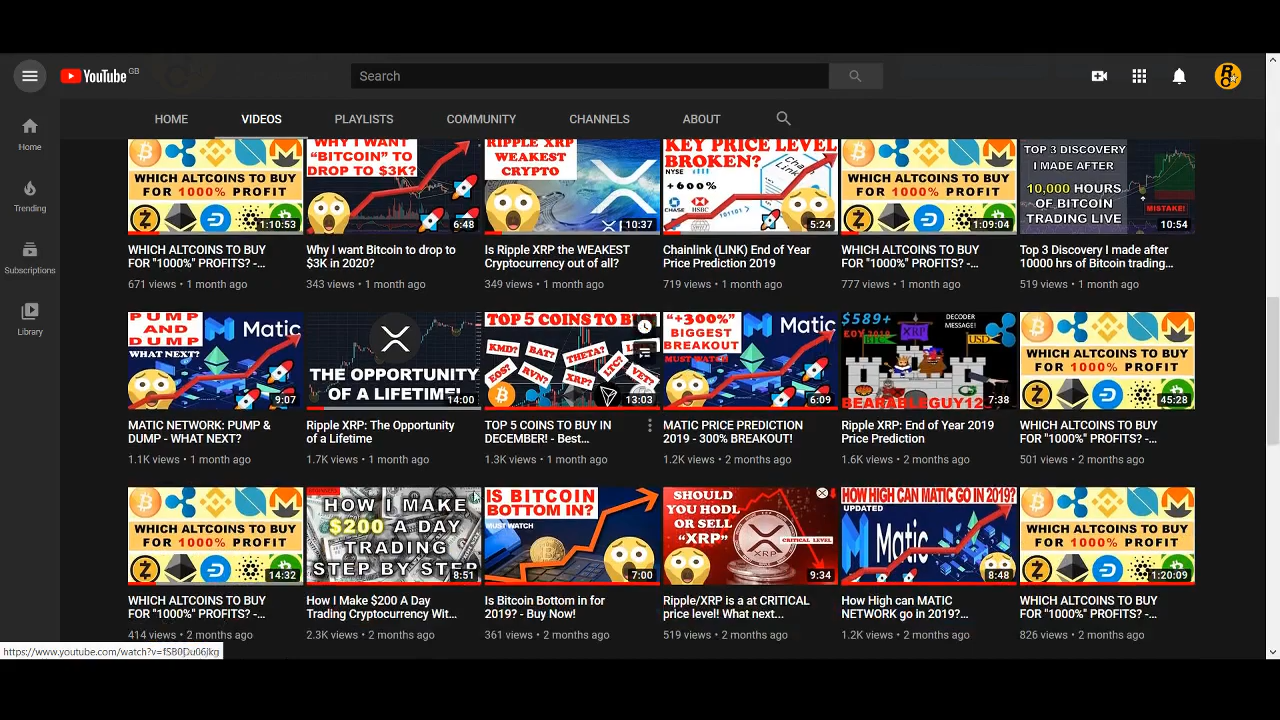 YouTube GB
Search
HOME VIDEOS PLAYLISTS COMMUNITY CHANNELS ABOUT
Home
Trending
Subscriptions
Library
WHICH ALTCOINS TO BUY
FOR 1000% PROFIT
1:10:53
WHICH ALTCOINS TO BUY
FOR "1000%" PROFITS? -...
671 views • 1 month ago
WHY I WANT
"BITCOIN" TO
DROP TO $3K?
6:48
Why I want Bitcoin to drop to
$3K in 2020?
343 views • 1 month ago
RIPPLE XRP
WEAKEST
CRYPTO
10:37
Is Ripple XRP the WEAKEST
Cryptocurrency out of all?
349 views • 1 month ago
KEY PRICE LEVEL
BROKEN?
NYSE
+600%
CHASE
HSBC
5:24
Chainlink (LINK) End of Year
Price Prediction 2019
719 views • 1 month ago
WHICH ALTCOINS TO BUY
FOR 1000% PROFIT
1:09:04
WHICH ALTCOINS TO BUY
FOR "1000%" PROFITS? -...
777 views • 1 month ago
TOP 3 DISCOVERY
I MADE AFTER
10,000 HOURS
OF BITCOIN
TRADING LIVE
MISTAKE!
10:54
Top 3 Discovery I made after
10000 hrs of Bitcoin trading...
519 views • 1 month ago
PUMP
AND
DUMP
WHAT NEXT?
Matic
9:07
MATIC NETWORK: PUMP &
DUMP - WHAT NEXT?
1.1K views • 1 month ago
THE OPPORTUNITY
OF A LIFETIME!
14:00
Ripple XRP: The Opportunity
of a Lifetime
1.7K views • 1 month ago
TOP 5 COINS TO B
KMD?
BAT?
THETA?
EOS?
RVN?
XRP?
LTC?
VET?
13:03
TOP 5 COINS TO BUY IN
DECEMBER! - Best...
1.3K views • 1 month ago
"+300%"
BIGGEST
BREAKOUT
MUST WATCH
Matic
6:09
MATIC PRICE PREDICTION
2019 - 300% BREAKOUT!
1.2K views • 2 months ago
$589+
EOY 2019
DECODER
MESSAGE!
BTC
XRP
USD
BEARABLEGUY12
7:38
Ripple XRP: End of Year 2019
Price Prediction
1.6K views • 2 months ago
WHICH ALTCOINS TO BUY
FOR 1000% PROFIT
45:28
WHICH ALTCOINS TO BUY
FOR "1000%" PROFITS? -...
501 views • 2 months ago
WHICH ALTCOINS TO BUY
FOR 1000% PROFIT
14:32
WHICH ALTCOINS TO BUY
FOR "1000%" PROFITS? -...
414 views • 2 months ago
HOW I MAKE
$200 A DAY
TRADING
STEP BY STEP
8:51
How I Make $200 A Day
Trading Cryptocurrency Wit...
2.3K views • 2 months ago
IS BITCOIN
BOTTOM IN?
MUST WATCH
7:00
Is Bitcoin Bottom in for
2019? - Buy Now!
361 views • 2 months ago
SHOULD
YOU HODL
OR SELL
"XRP"
CRITICAL LEVEL
XRP
9:34
Ripple/XRP is a at CRITICAL
price level! What next...
519 views • 2 months ago
HOW HIGH CAN MATIC GO IN 2019?
UPDATED
Matic
8:48
How High can MATIC
NETWORK go in 2019?...
1.2K views • 2 months ago
WHICH ALTCOINS TO BUY
FOR 1000% PROFIT
1:20:09
WHICH ALTCOINS TO BUY
FOR "1000%" PROFITS? -...
826 views • 2 months ago